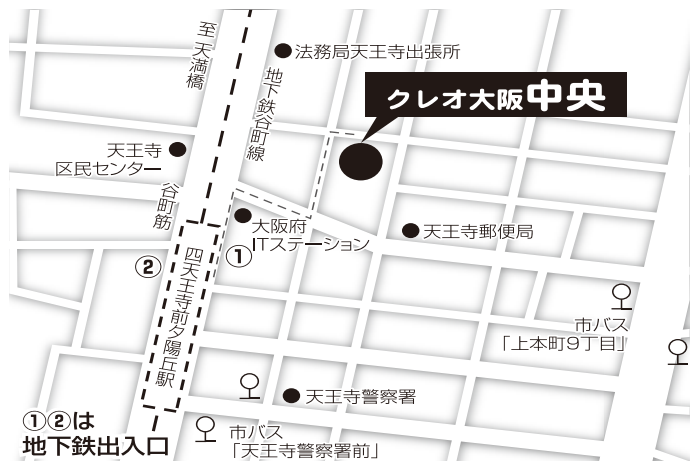 至 天満橋
法務局天王寺出張所
地下鉄谷町線
クレオ大阪中央
天王寺
区民センター
谷町筋
大阪府
ITステーション
天王寺郵便局
①
②
四天王寺前夕陽丘駅
市バス
「上本町9丁目」
天王寺警察署
①②は
地下鉄出入口
市バス
「天王寺警察署前」